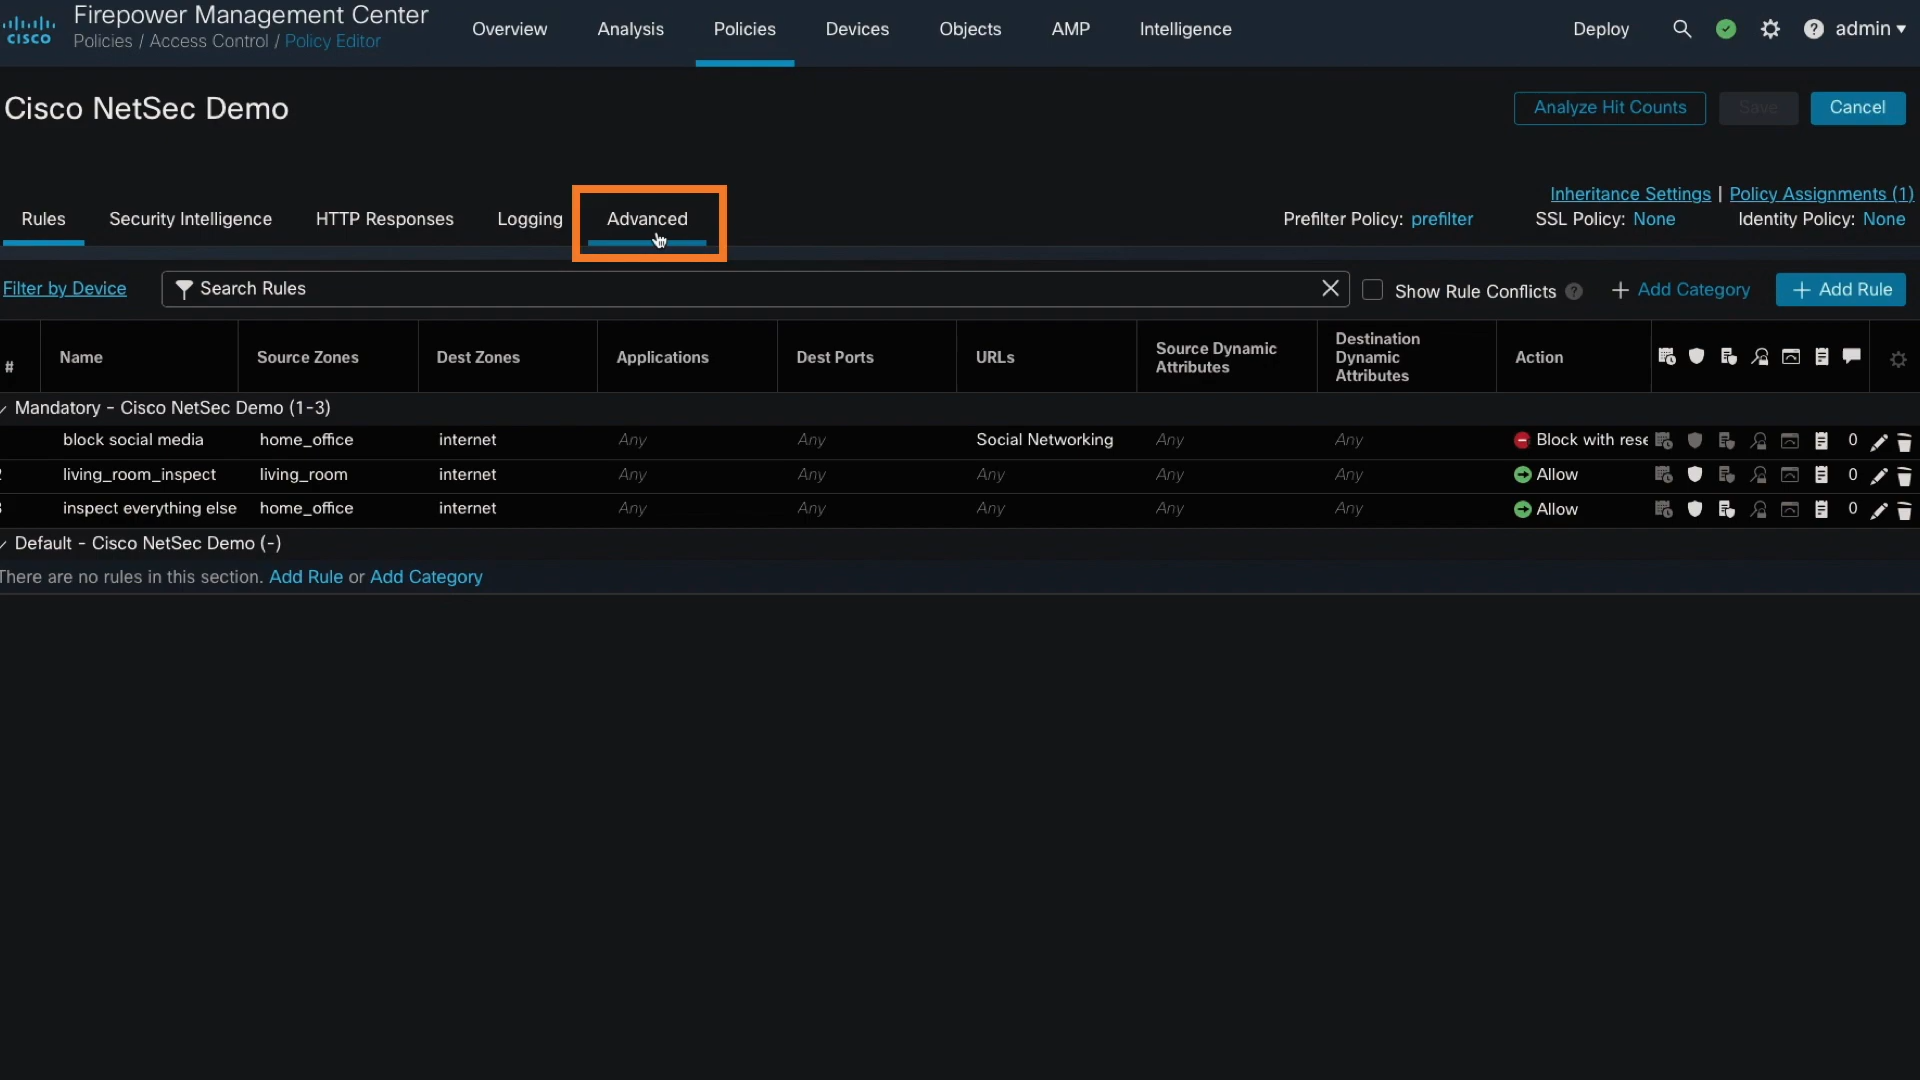 Firepower Management Center
CISCO
Policies / Access Control / Policy Editor
Overview
Analysis
Policies
Devices
Objects
AMP
Intelligence
Deploy
admin
Cisco NetSec Demo
Analyze Hit Counts
Save
Cancel
Inheritance Settings | Policy Assignments (1)
Rules
Security Intelligence
HTTP Responses
Logging
Advanced
Prefilter Policy: prefilter
SSL Policy: None
Identity Policy: None
Filter by Device
Search Rules
Show Rule Conflicts ?
+ Add Category
+ Add Rule
#
Name
Source Zones
Dest Zones
Applications
Dest Ports
URLs
Source Dynamic
Attributes
Destination
Dynamic
Attributes
Action
Mandatory - Cisco NetSec Demo (1-3)
block social media home_office internet Any Any Social Networking Any Any Block with rese 0
living_room_inspect living_room internet Any Any Any Any Any Allow 0
inspect everything else home_office internet Any Any Any Any Any Allow 0
Default - Cisco NetSec Demo (-)
There are no rules in this section. Add Rule or Add Category